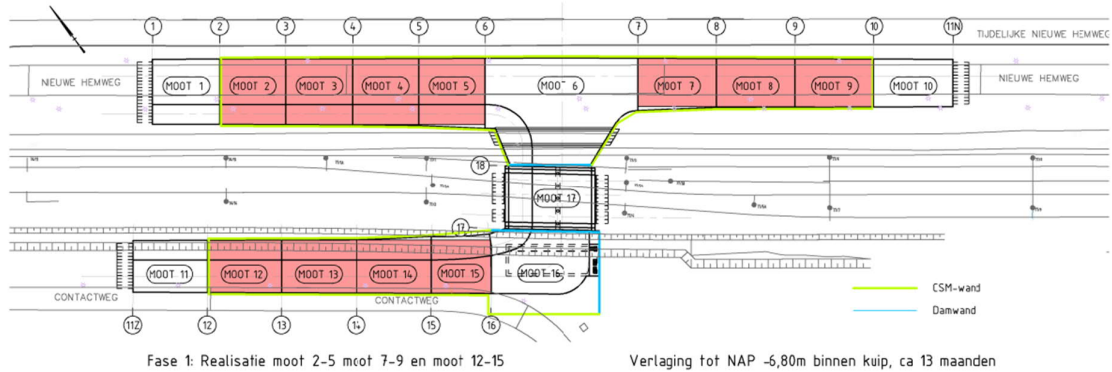 1 2 3 4 5 6 7 8 9 10 11N
TIJDELIJKE NIEUWE HEMWEG
NIEUWE HEMWEG
MOOT 1 MOOT 2 MOOT 3 MOOT 4 MOOT 5 MOOT 6 MOOT 7 MOOT 8 MOOT 9 MOOT 10
NIEUWE HEMWEG
18
MOOT 17
17
MOOT 11 MOOT 12 MOOT 13 MOOT 14 MOOT 15 MOOT 16
CONTACTWEG
CONTACTWEG
11Z 12 13 14 15 16
CSM-wand
Damwand
Fase 1: Realisatie moot 2-5 moot 7-9 en moot 12-15
Verlaging tot NAP -6,80m binnen kuip, ca 13 maanden